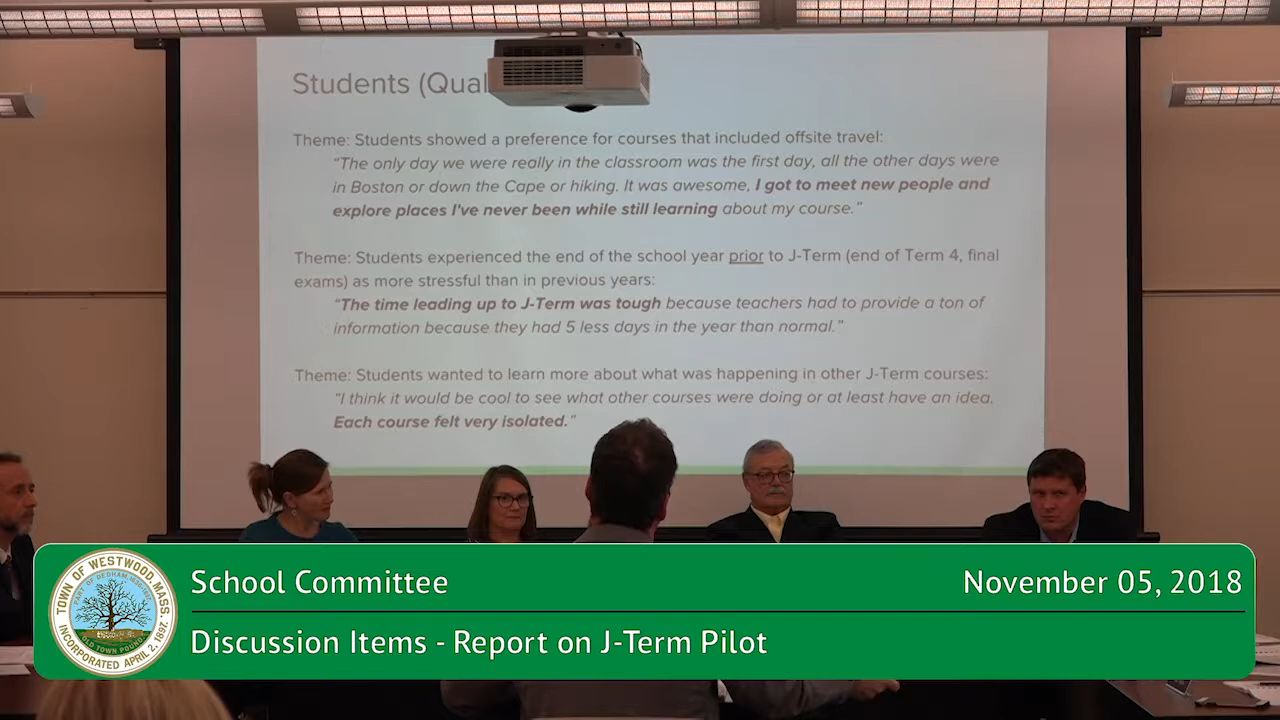 Students (Qual
Theme: Students showed a preference for courses that included offsite travel:
“The only day we were really in the classroom was the first day, all the other days were
in Boston or down the Cape or hiking. It was awesome, I got to meet new people and
explore places I've never been while still learning about my course.”
Theme: Students experienced the end of the school year prior to J-Term (end of Term 4, final
exams) as more stressful than in previous years:
“The time leading up to J-Term was tough because teachers had to provide a ton of
information because they had 5 less days in the year than normal.”
Theme: Students wanted to learn more about what was happening in other J-Term courses:
“I think it would be cool to see what other courses were doing or at least have an idea.
Each course felt very isolated.”
School Committee
November 05, 2018
Discussion Items - Report on J-Term Pilot
TOWN OF WESTWOOD, MASS.
PART OF DEDHAM,
OLD TOWN POUND
INCORPORATED APRIL 2, 1897.